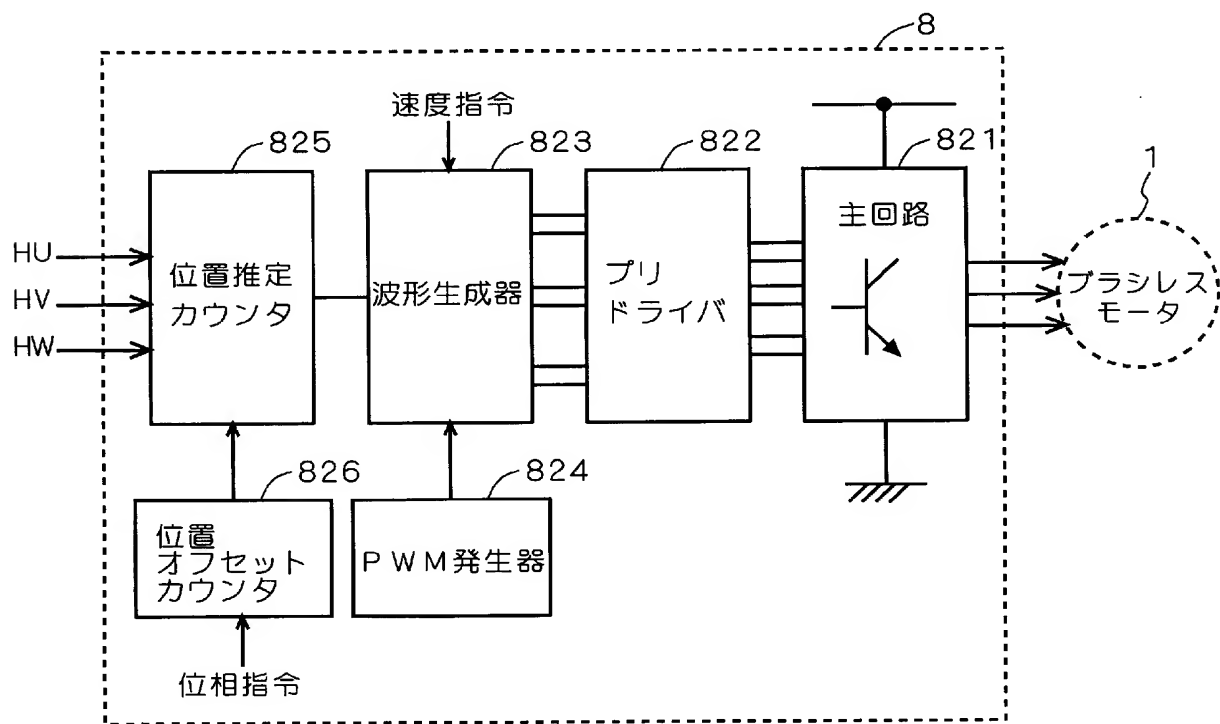 8
速度指令
825
823
822
821
1
HU
HV
HW
位置推定
カウンタ
波形生成器
プリ
ドライバ
主回路
ブラシレス
モータ
826
824
位置
オフセット
カウンタ
PWM発生器
位相指令